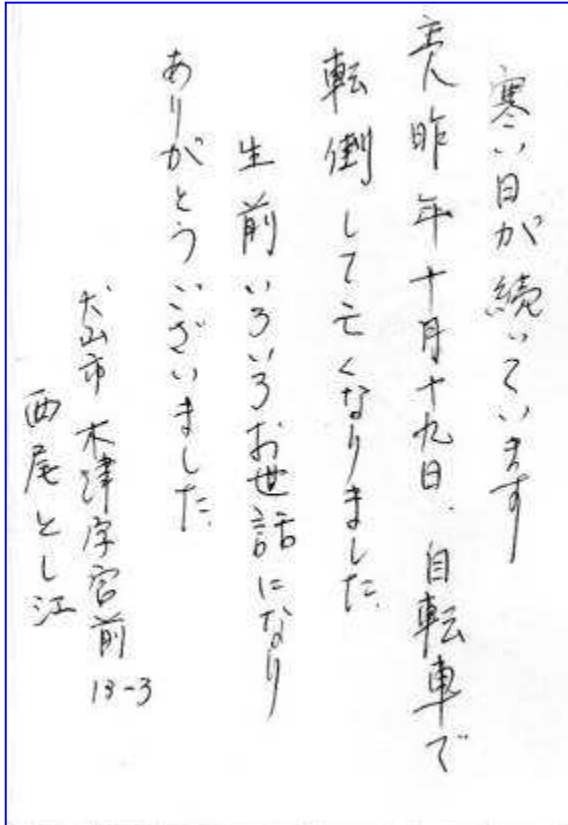 寒い日が続いています
主人昨年十月十九日、自転車で
転倒して亡くなりました。
生前いろいろお世話になり
ありがとうございました。
犬山市木津字宮前
13-3
西尾とし江